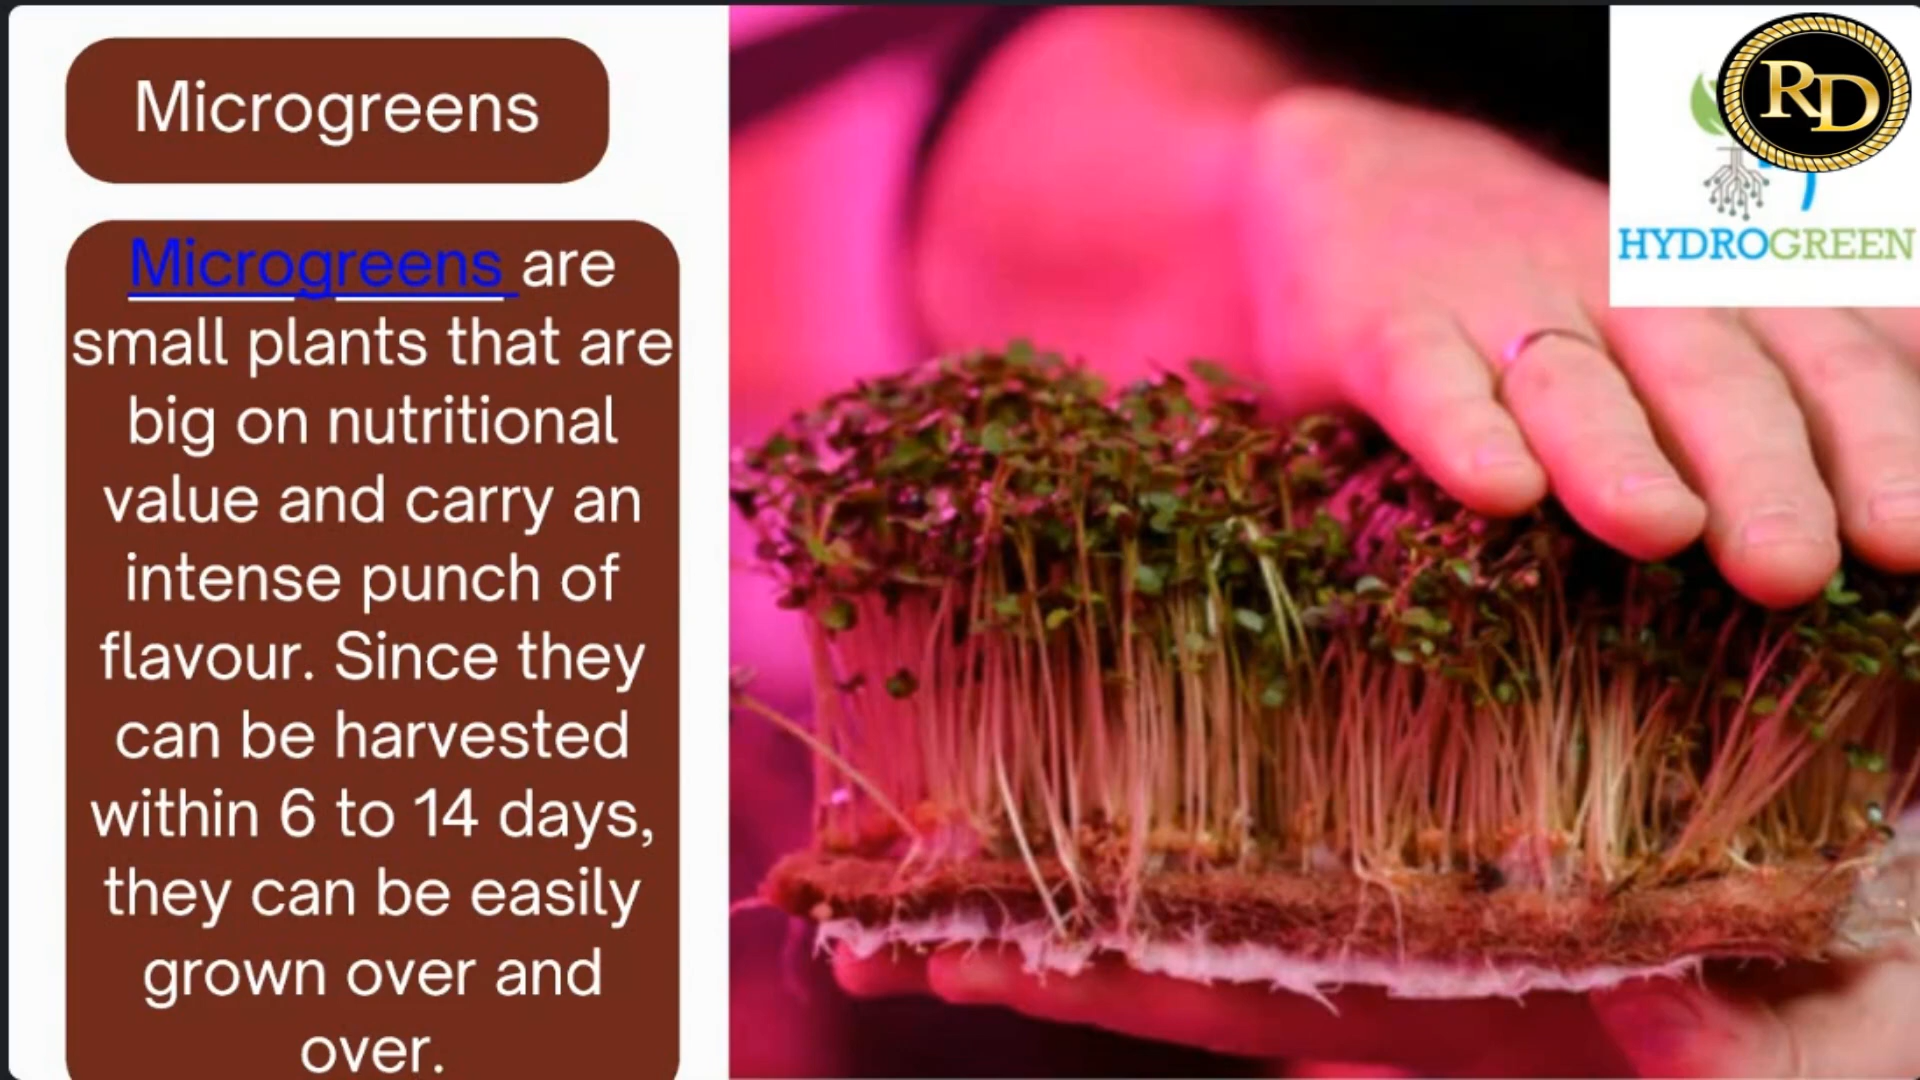 Microgreens
Microgreens are
small plants that are
big on nutritional
value and carry an
intense punch of
flavour. Since they
can be harvested
within 6 to 14 days,
they can be easily
grown over and
over.
RD
HYDROGREEN